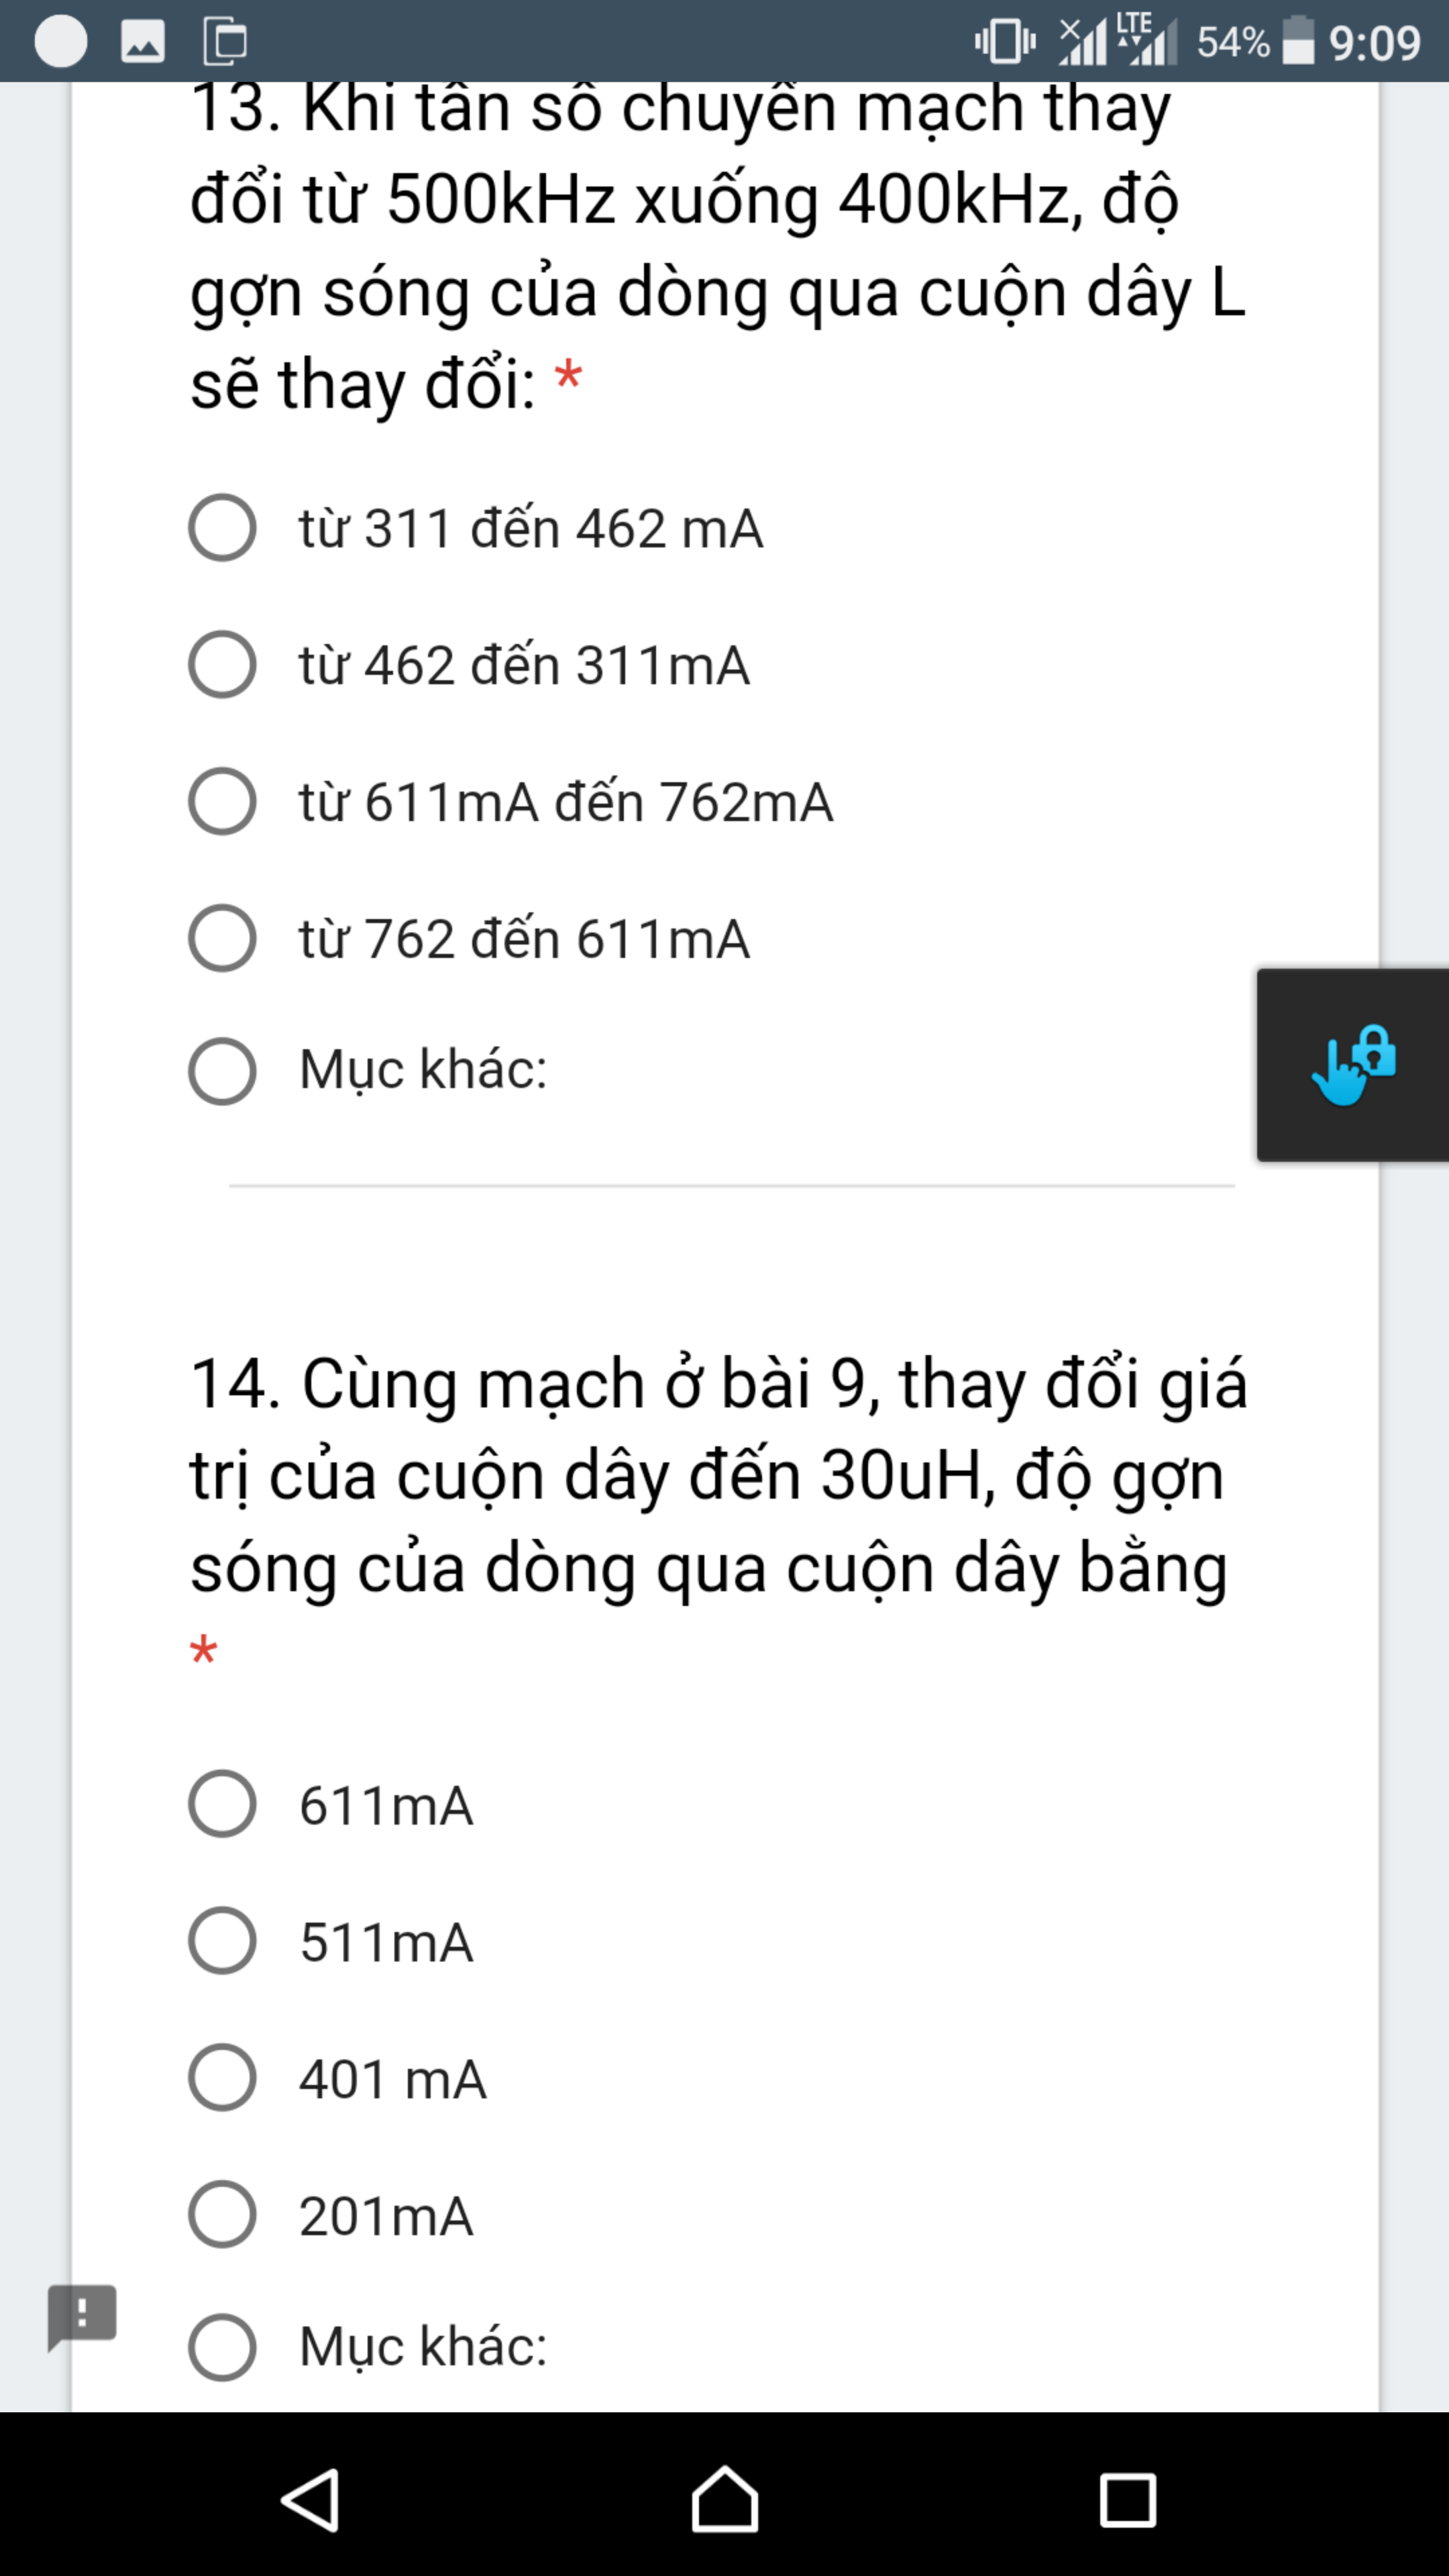 LTE 54% 9:09
13. Khi tần số chuyển mạch thay
đổi từ 500kHz xuống 400kHz, độ
gợn sóng của dòng qua cuộn dây L
sẽ thay đổi: *
từ 311 đến 462 mA
từ 462 đến 311mA
từ 611mA đến 762mA
từ 762 đến 611mA
Mục khác:
14. Cùng mạch ở bài 9, thay đổi giá
trị của cuộn dây đến 30uH, độ gợn
sóng của dòng qua cuộn dây bằng
*
611mA
511mA
401 mA
201mA
Mục khác: